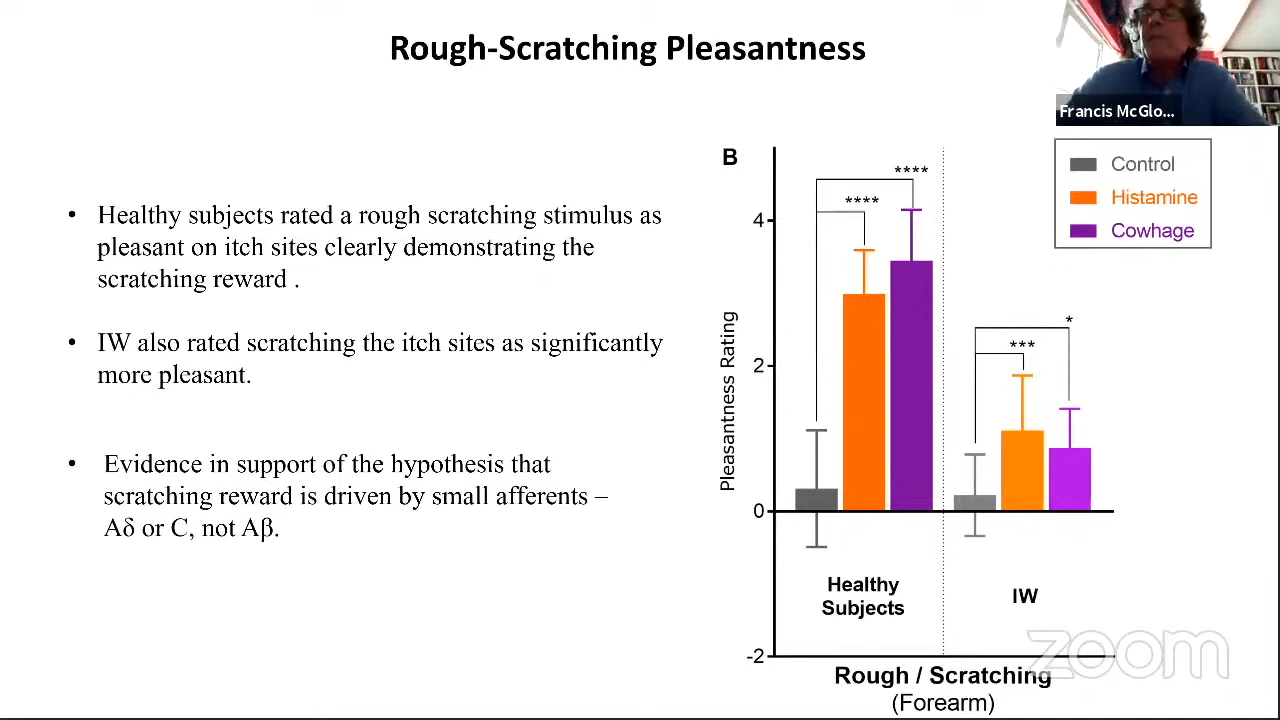 Rough-Scratching Pleasantness
Francis McGlo...
• Healthy subjects rated a rough scratching stimulus as
pleasant on itch sites clearly demonstrating the
scratching reward .
• IW also rated scratching the itch sites as significantly
more pleasant.
• Evidence in support of the hypothesis that
scratching reward is driven by small afferents –
Aδ or C, not Aβ.
B
Control
Histamine
Cowhage
****
****
***
*
Pleasantness Rating
4
2
0
-2
Healthy
Subjects
IW
Rough / Scratching
(Forearm)
zoom